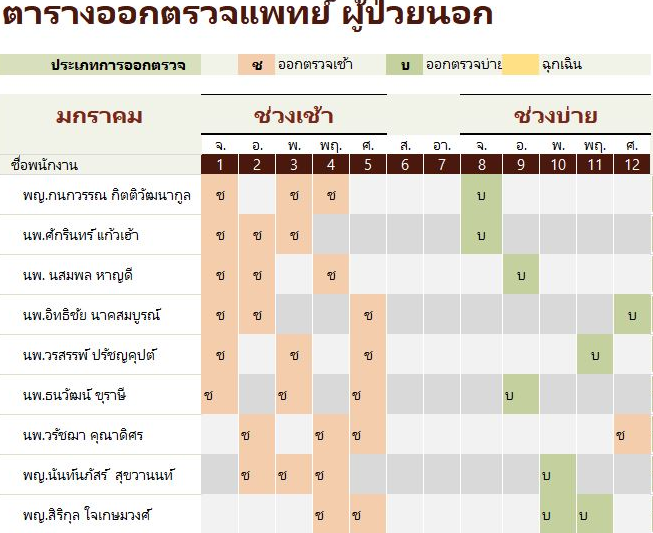 ตารางออกตรวจแพทย์ ผู้ป่วยนอก
ประเภทการออกตรวจ ช ออกตรวจเช้า บ ออกตรวจบ่าย ฉุกเฉิน
มกราคม ช่วงเช้า ช่วงบ่าย
จ. อ. พ. พฤ. ศ. ส. อา. จ. อ. พ. พฤ. ศ.
ชื่อพนักงาน 1 2 3 4 5 6 7 8 9 10 11 12
พญ.กนกวรรณ กิตติวัฒนากูล ช ช ช บ
นพ.ศักรินทร์ แก้วเฮ้า ช ช ช บ
นพ. นสมพล หาญดี ช ช ช บ
นพ.อิทธิชัย นาคสมบูรณ์ ช ช ช บ
นพ.วรสรรพ์ ปรัชญคุปต์ ช ช ช บ
นพ.ธนวัฒน์ ขุราษี ช ช ช บ
นพ.วรัชฌา คุณาดิศร ช ช ช ช
พญ.นันทน์ภัสร์ สุขวานนท์ ช ช ช บ
พญ.สิริกุล ใจเกษมวงศ์ ช ช บ บ